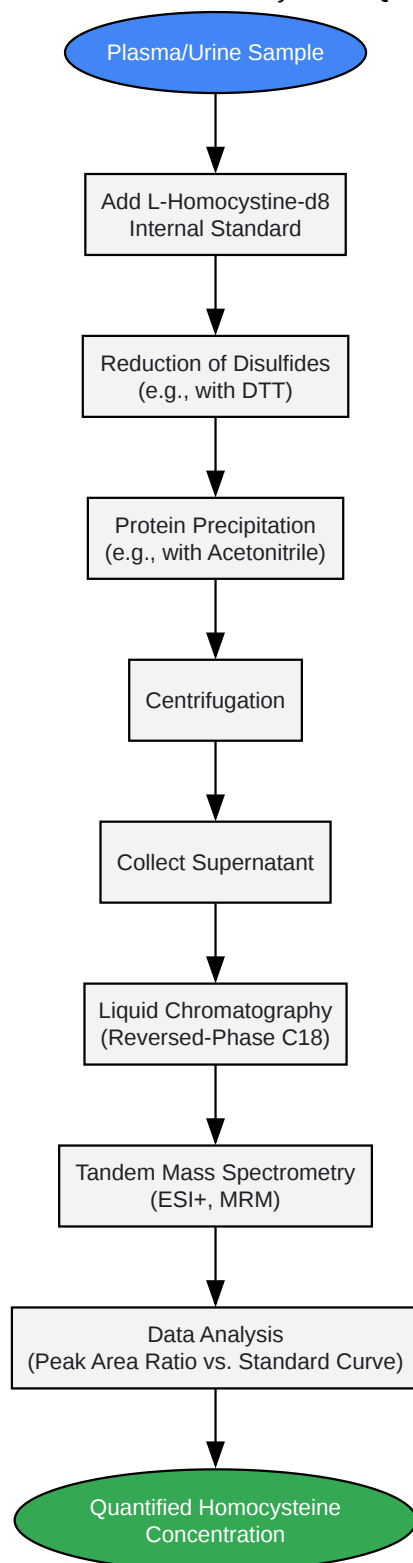 Plasma/Urine Sample
Add L-Homocystine-d8
Internal Standard
Reduction of Disulfides
(e.g., with DTT)
Protein Precipitation
(e.g., with Acetonitrile)
Centrifugation
Collect Supernatant
Liquid Chromatography
(Reversed-Phase C18)
Tandem Mass Spectrometry
(ESI+, MRM)
Data Analysis
(Peak Area Ratio vs. Standard Curve)
Quantified Homocysteine
Concentration